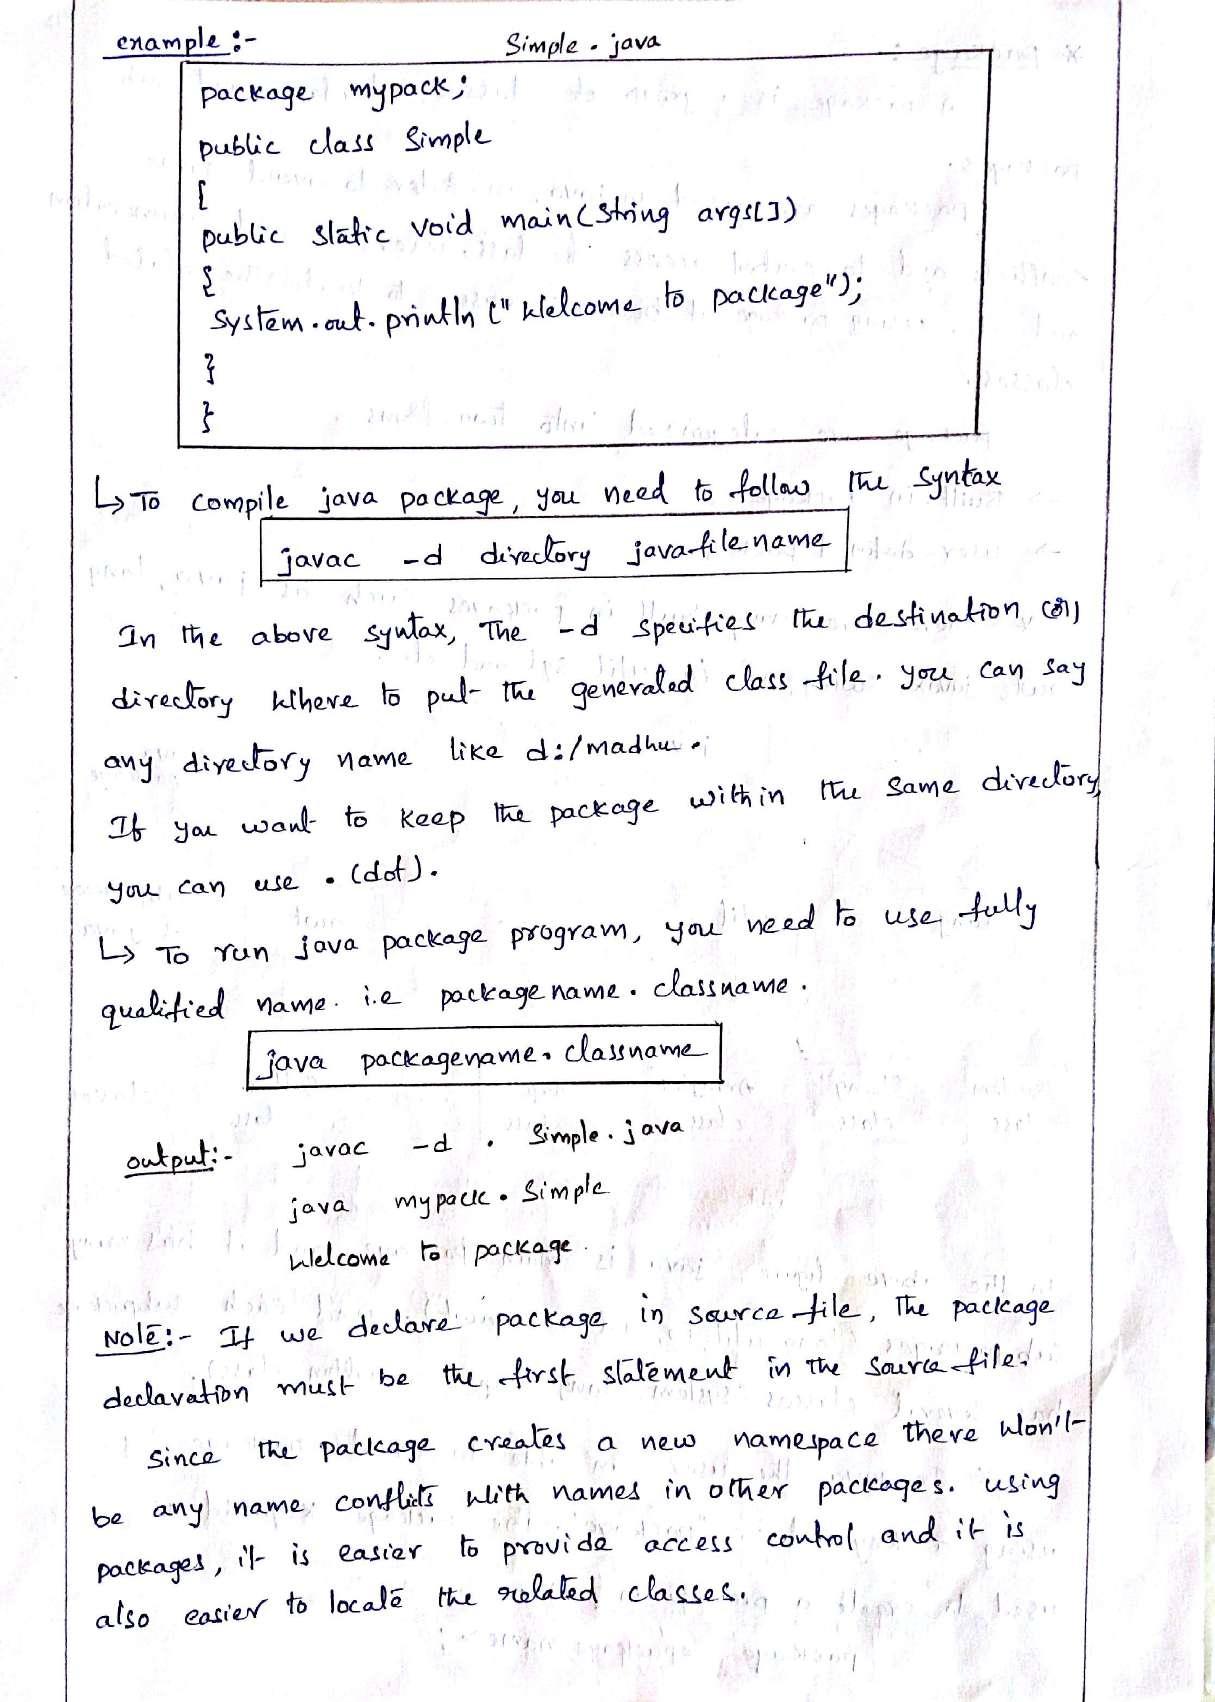 example :-
Simple . java
package mypack;
public class Simple
{
public static void main(String args[])
{
System.out.println ("Welcome to package");
}
}
↳ To compile java package, you need to follow the syntax
javac -d directory javafilename
In the above syntax, The -d specifies the destination (or)
directory Where to put the generated class file. you can say
any directory name like d:/madhu.
If you want to keep the package within the same directory,
you can use . (dot).
↳ To run java package program, you need to use fully
qualified name. i.e package name . classname .
java packagename. classname
output:- javac -d . Simple.java
java mypack . Simple
Welcome to package .
Note:- If we declare package in source file, The package
declaration must be the first statement in the source file.
Since the package creates a new namespace there Won't
be any name conflicts With names in other packages. using
packages, it is easier to provide access control and it is
also easier to locate the related classes.